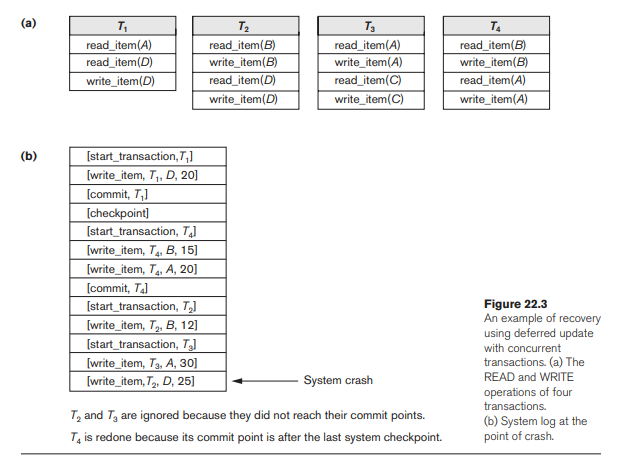 (a)
T1 T2 T3 T4
read_item(A) read_item(B) read_item(A) read_item(B)
read_item(D) write_item(B) write_item(A) write_item(B)
write_item(D) read_item(D) read_item(C) read_item(A)
write_item(D) write_item(C) write_item(A)
(b)
[start_transaction,T1]
[write_item, T1, D, 20]
[commit, T1]
[checkpoint]
[start_transaction, T4]
[write_item, T4, B, 15]
[write_item, T4, A, 20]
[commit, T4]
[start_transaction, T2]
[write_item, T2, B, 12]
[start_transaction, T3]
[write_item, T3, A, 30]
[write_item,T2, D, 25] System crash
T2 and T3 are ignored because they did not reach their commit points.
T4 is redone because its commit point is after the last system checkpoint.
Figure 22.3
An example of recovery
using deferred update
with concurrent
transactions. (a) The
READ and WRITE
operations of four
transactions.
(b) System log at the
point of crash.